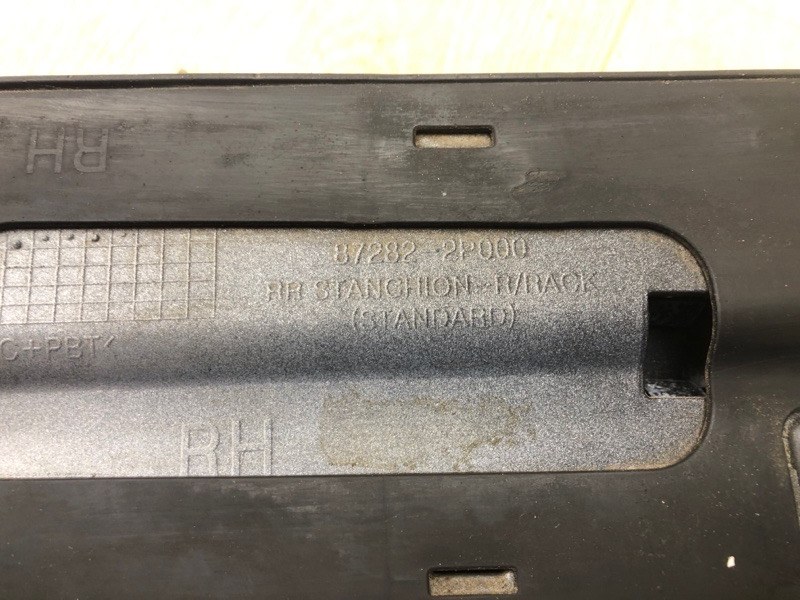 RH
87282-2P000
RR STANCHION-R/RACK
(STANDARD)
C+PBT<
RH